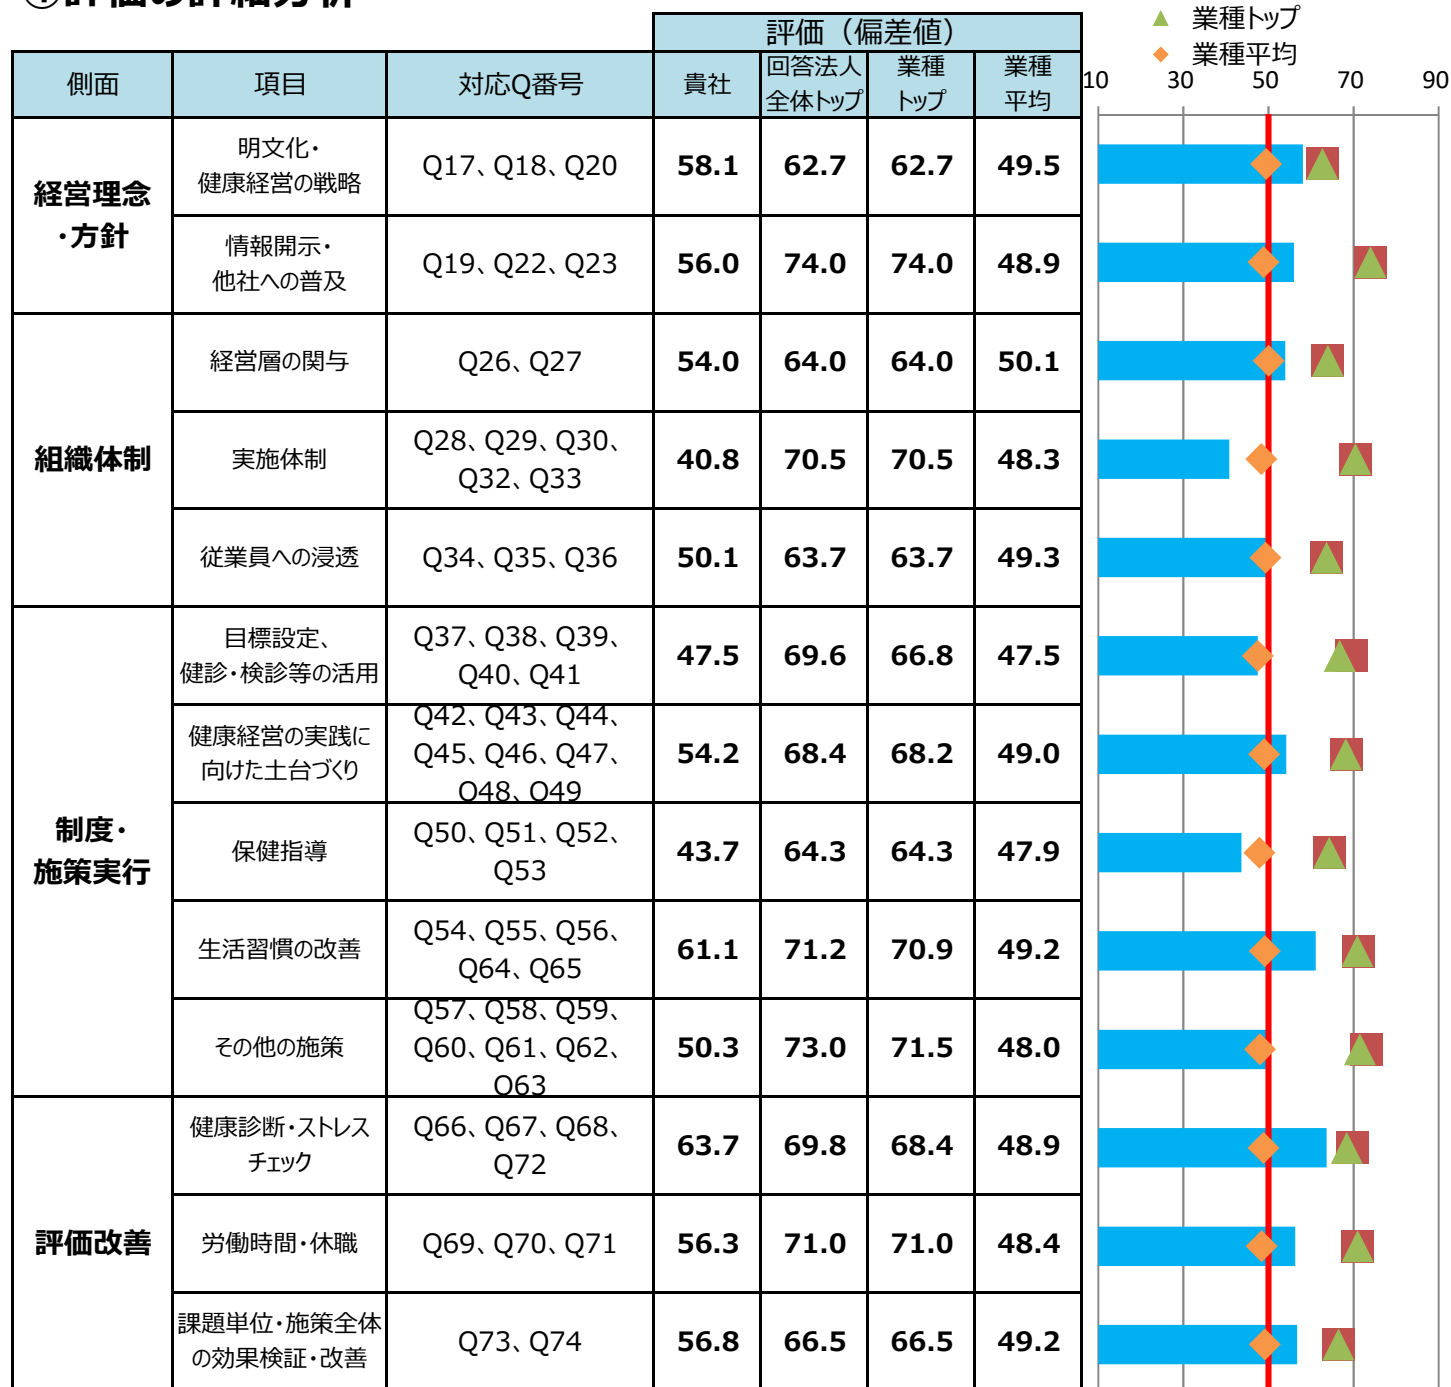 ①評価の詳細分析
▲ 業種トップ
◆ 業種平均
評価（偏差値）
側面 項目 対応Q番号 貴社 回答法人全体トップ 業種トップ 業種平均
10 30 50 70 90
経営理念・方針
明文化・健康経営の戦略 Q17、Q18、Q20 58.1 62.7 62.7 49.5
情報開示・他社への普及 Q19、Q22、Q23 56.0 74.0 74.0 48.9
組織体制
経営層の関与 Q26、Q27 54.0 64.0 64.0 50.1
実施体制 Q28、Q29、Q30、Q32、Q33 40.8 70.5 70.5 48.3
従業員への浸透 Q34、Q35、Q36 50.1 63.7 63.7 49.3
制度・施策実行
目標設定、健診・検診等の活用 Q37、Q38、Q39、Q40、Q41 47.5 69.6 66.8 47.5
健康経営の実践に向けた土台づくり Q42、Q43、Q44、Q45、Q46、Q47、Q48、Q49 54.2 68.4 68.2 49.0
保健指導 Q50、Q51、Q52、Q53 43.7 64.3 64.3 47.9
生活習慣の改善 Q54、Q55、Q56、Q64、Q65 61.1 71.2 70.9 49.2
その他の施策 Q57、Q58、Q59、Q60、Q61、Q62、Q63 50.3 73.0 71.5 48.0
評価改善
健康診断・ストレスチェック Q66、Q67、Q68、Q72 63.7 69.8 68.4 48.9
労働時間・休職 Q69、Q70、Q71 56.3 71.0 71.0 48.4
課題単位・施策全体の効果検証・改善 Q73、Q74 56.8 66.5 66.5 49.2